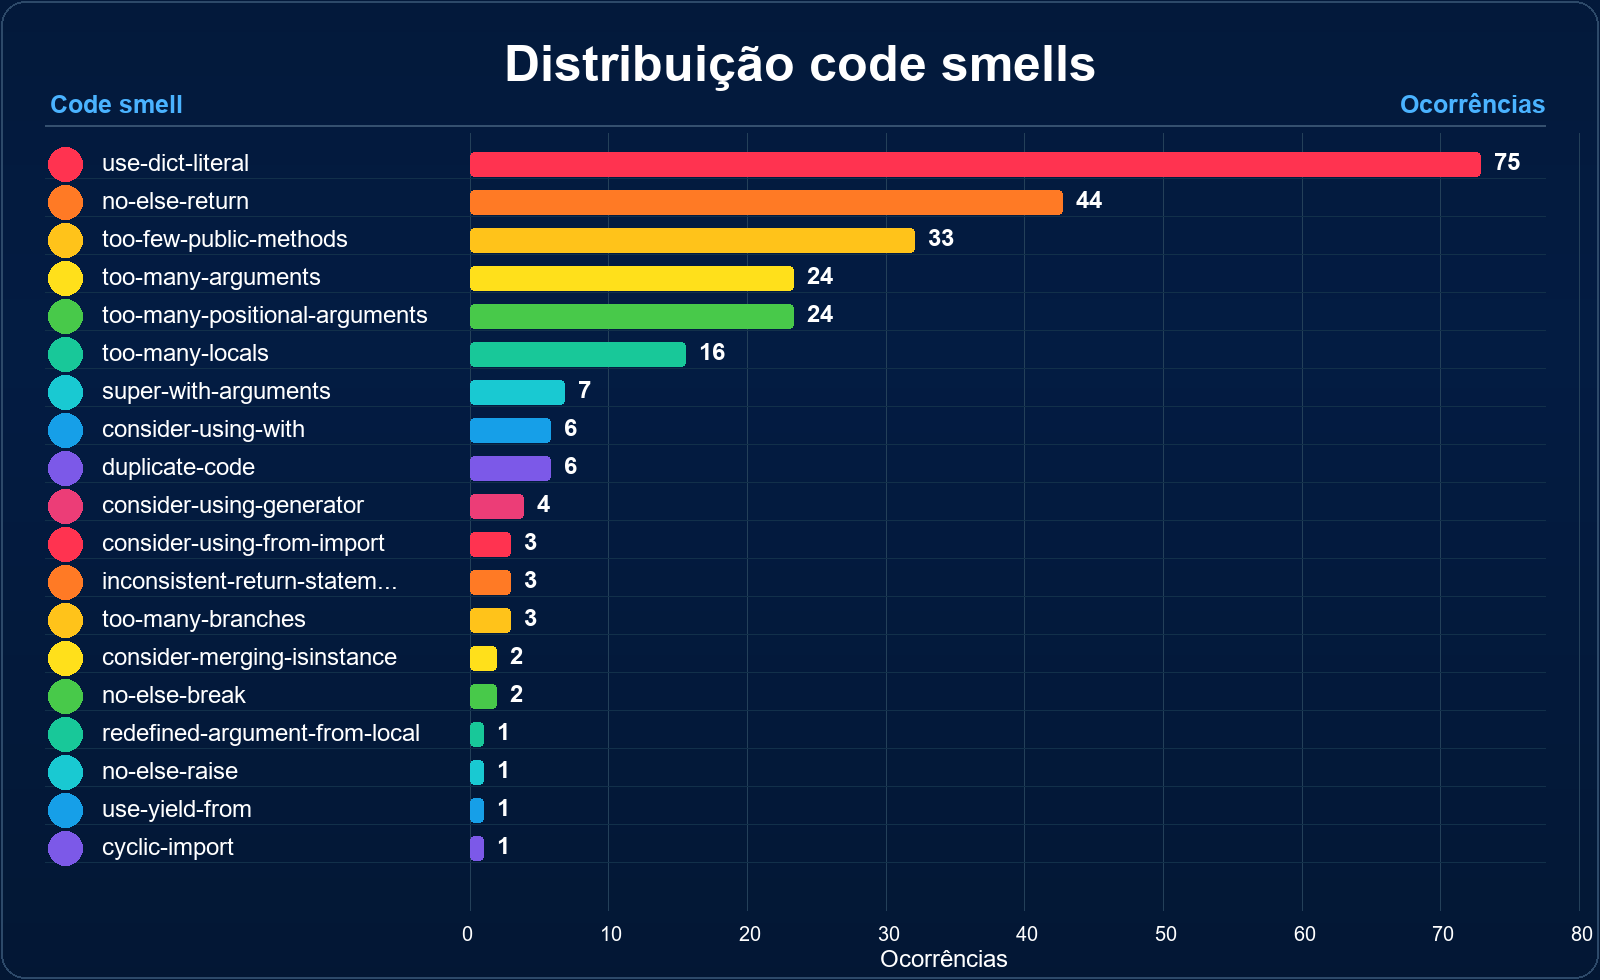 Distribuição code smells
Code smell Ocorrências
use-dict-literal 75
no-else-return 44
too-few-public-methods 33
too-many-arguments 24
too-many-positional-arguments 24
too-many-locals 16
super-with-arguments 7
consider-using-with 6
duplicate-code 6
consider-using-generator 4
consider-using-from-import 3
inconsistent-return-statem... 3
too-many-branches 3
consider-merging-isinstance 2
no-else-break 2
redefined-argument-from-local 1
no-else-raise 1
use-yield-from 1
cyclic-import 1
0 10 20 30 40 50 60 70 80
Ocorrências